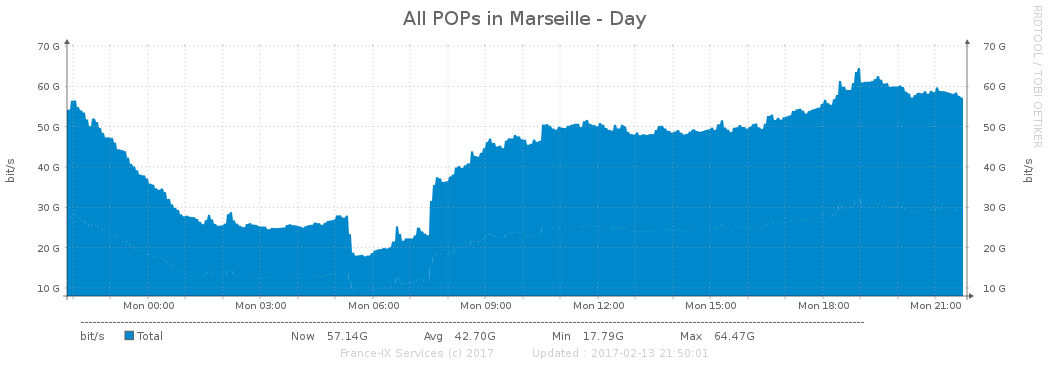 All POPs in Marseille - Day
RRDTOOL / TOBI OETIKER
bit/s
70 G
60 G
50 G
40 G
30 G
20 G
10 G
70 G
60 G
50 G
40 G
30 G
20 G
10 G
bit/s
Mon 00:00 Mon 03:00 Mon 06:00 Mon 09:00 Mon 12:00 Mon 15:00 Mon 18:00 Mon 21:00
bit/s Total Now 57.14G Avg 42.70G Min 17.79G Max 64.47G
France-IX Services (c) 2017 Updated : 2017-02-13 21:50:01